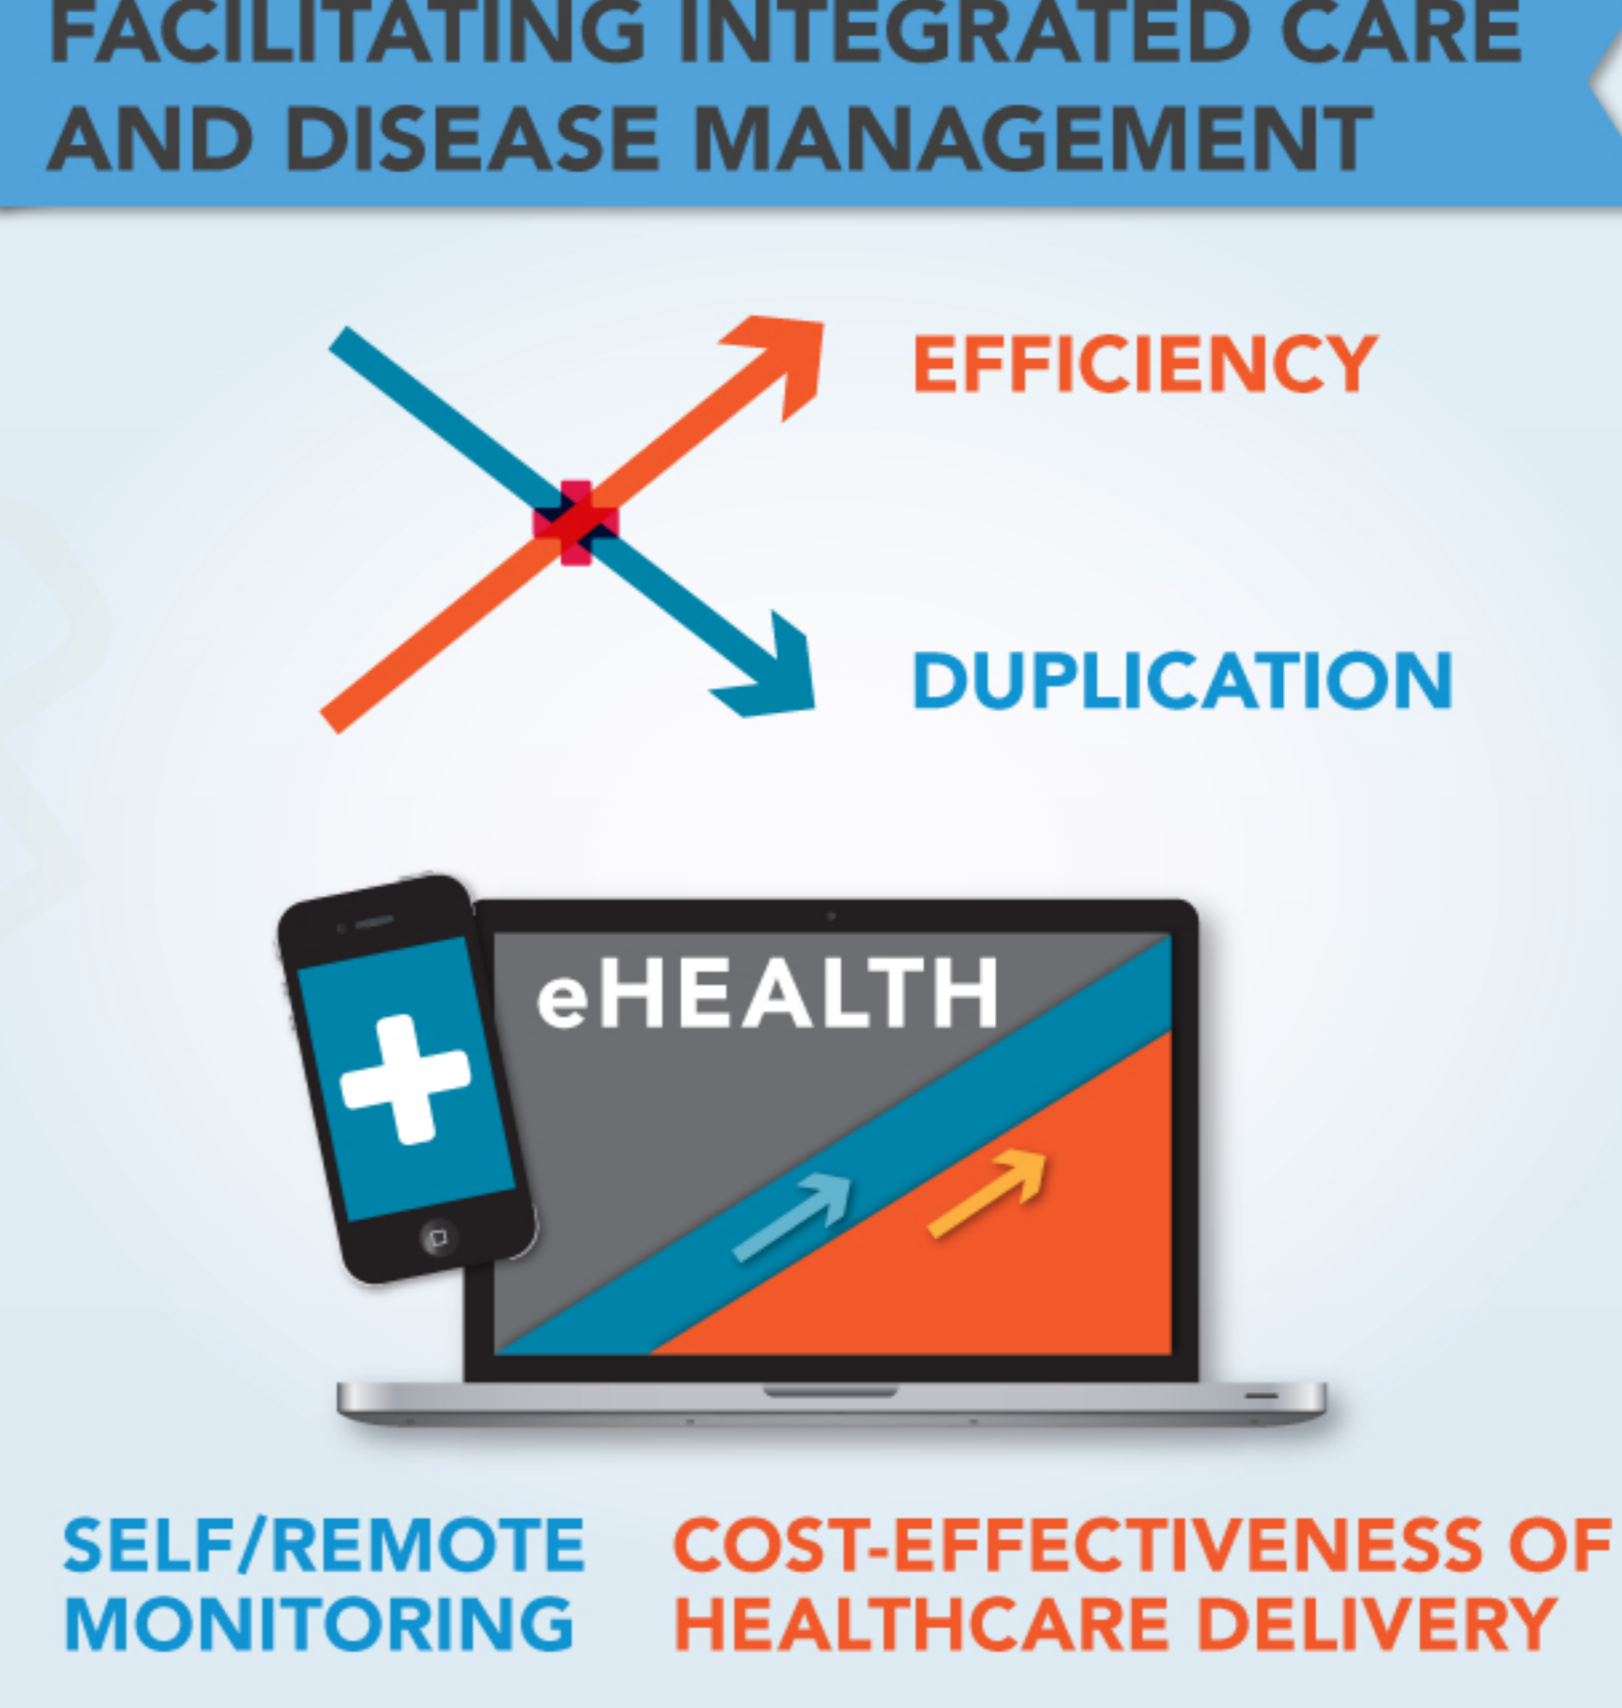 FACILITATING INTEGRATED CARE
AND DISEASE MANAGEMENT
EFFICIENCY
DUPLICATION
eHEALTH
SELF/REMOTE
MONITORING
COST-EFFECTIVENESS OF
HEALTHCARE DELIVERY